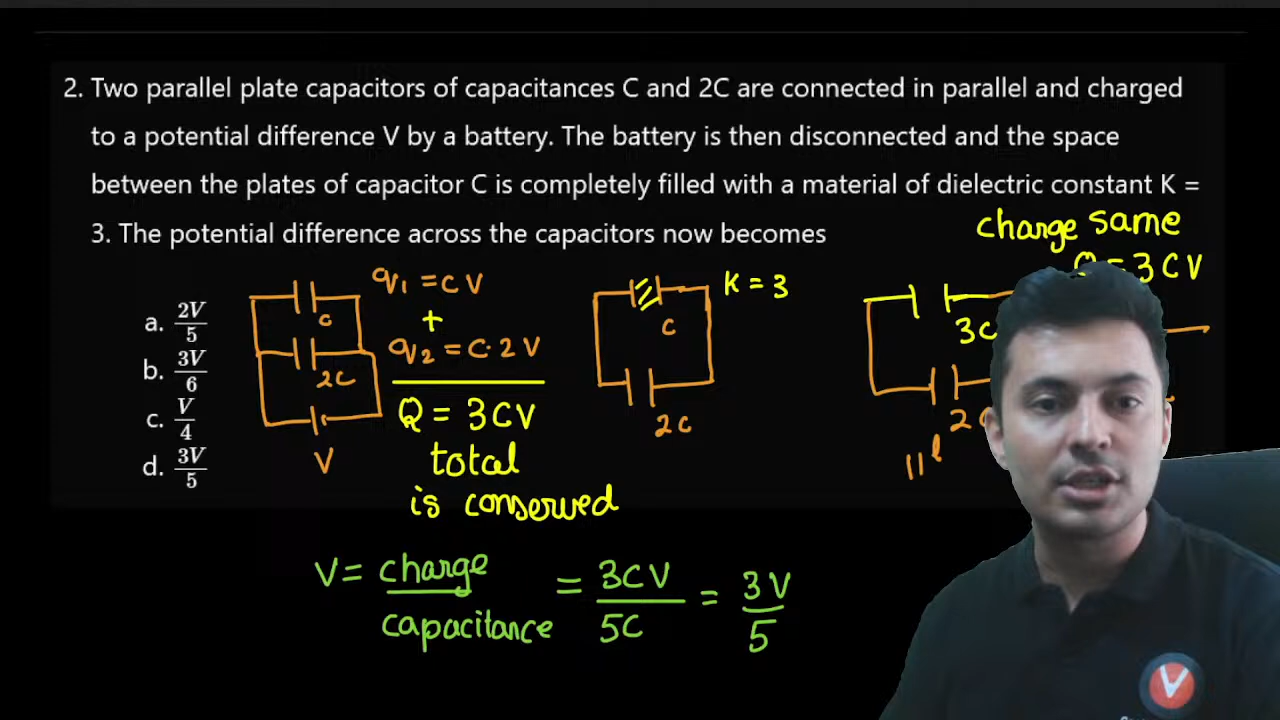 2. Two parallel plate capacitors of capacitances C and 2C are connected in parallel and charged
to a potential difference V by a battery. The battery is then disconnected and the space
between the plates of capacitor C is completely filled with a material of dielectric constant K =
3. The potential difference across the capacitors now becomes
charge same
Q = 3CV
a. 2V/5
b. 3V/6
c. V/4
d. 3V/5
q₁ = CV
+
q₂ = C·2V
Q = 3CV
total
is conserved
C
2C
V
K = 3
C
2C
3C
2C
11l
V = charge/capacitance = 3CV/5C = 3V/5
V